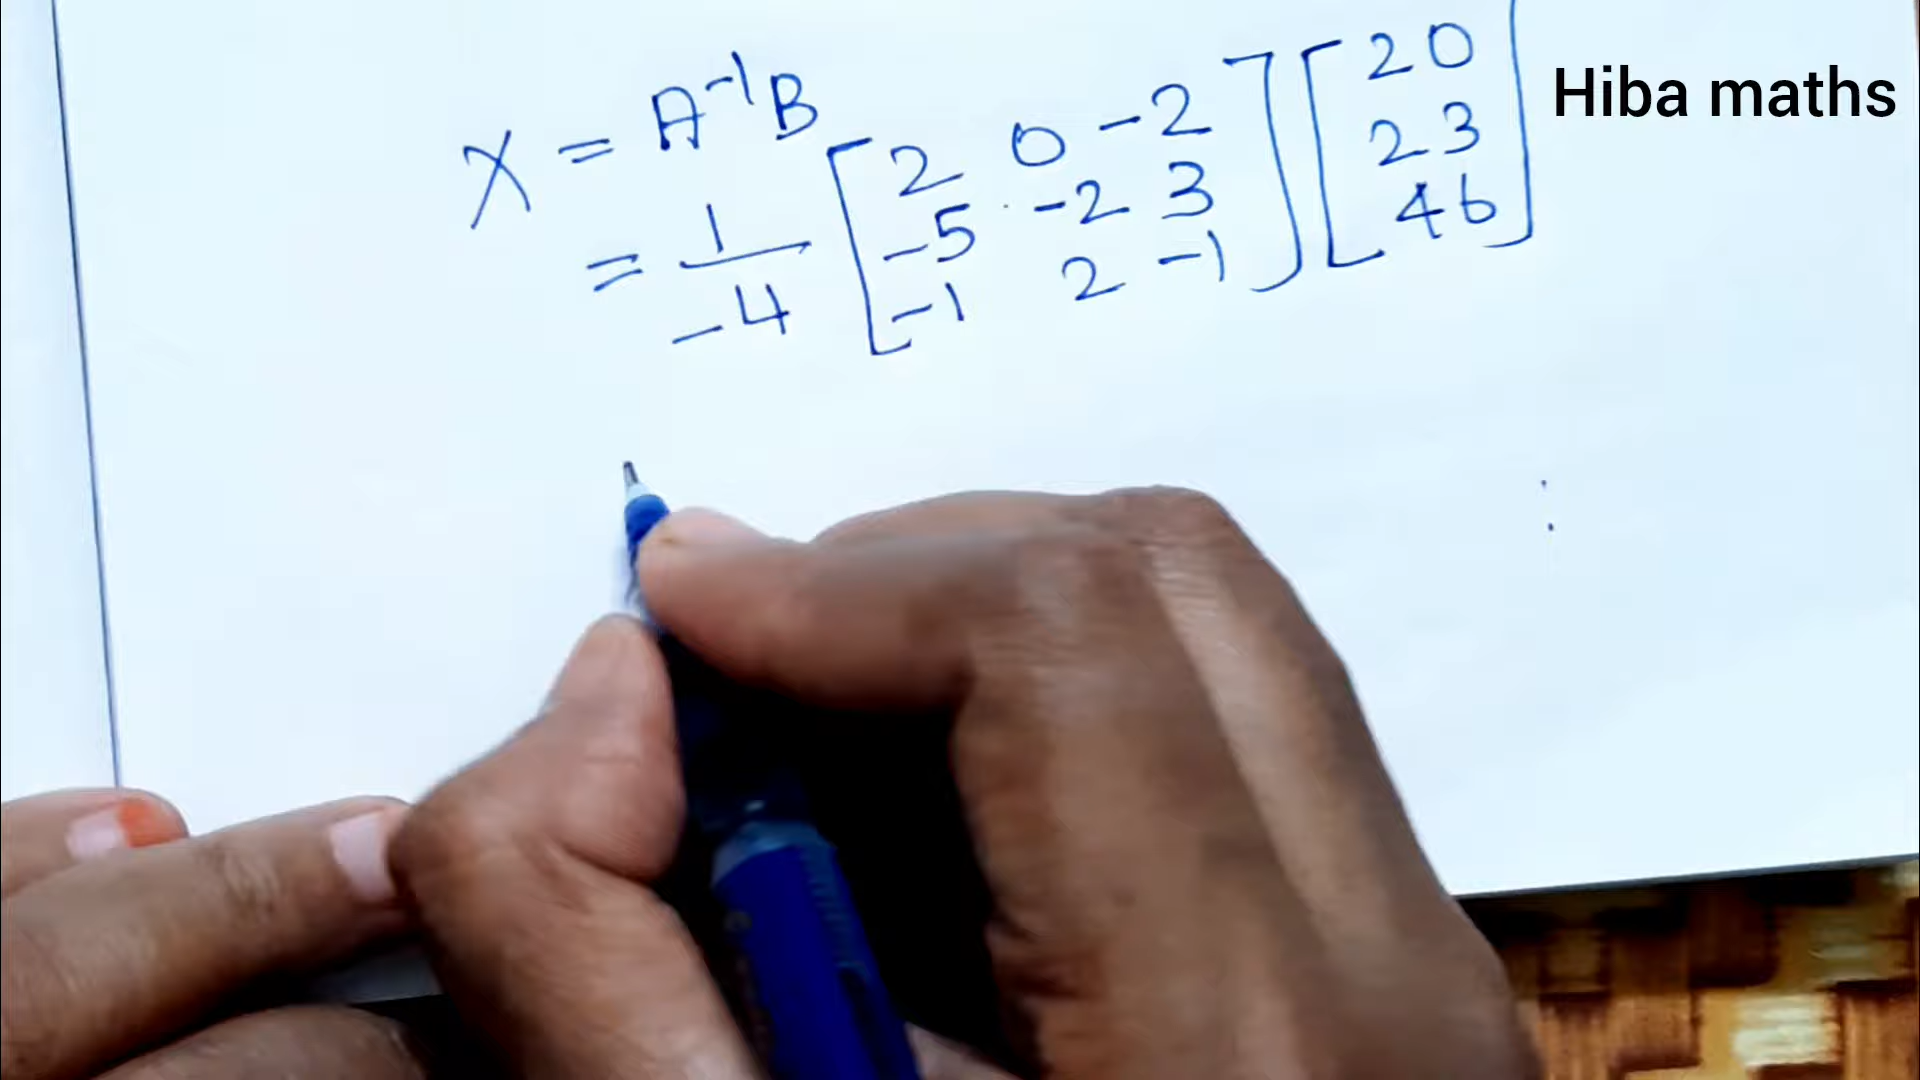 Hiba maths
X = A⁻¹B
= 1/-4 [2 0 -2] [20]
[-5 -2 3] [23]
[-1 2 -1] [46]